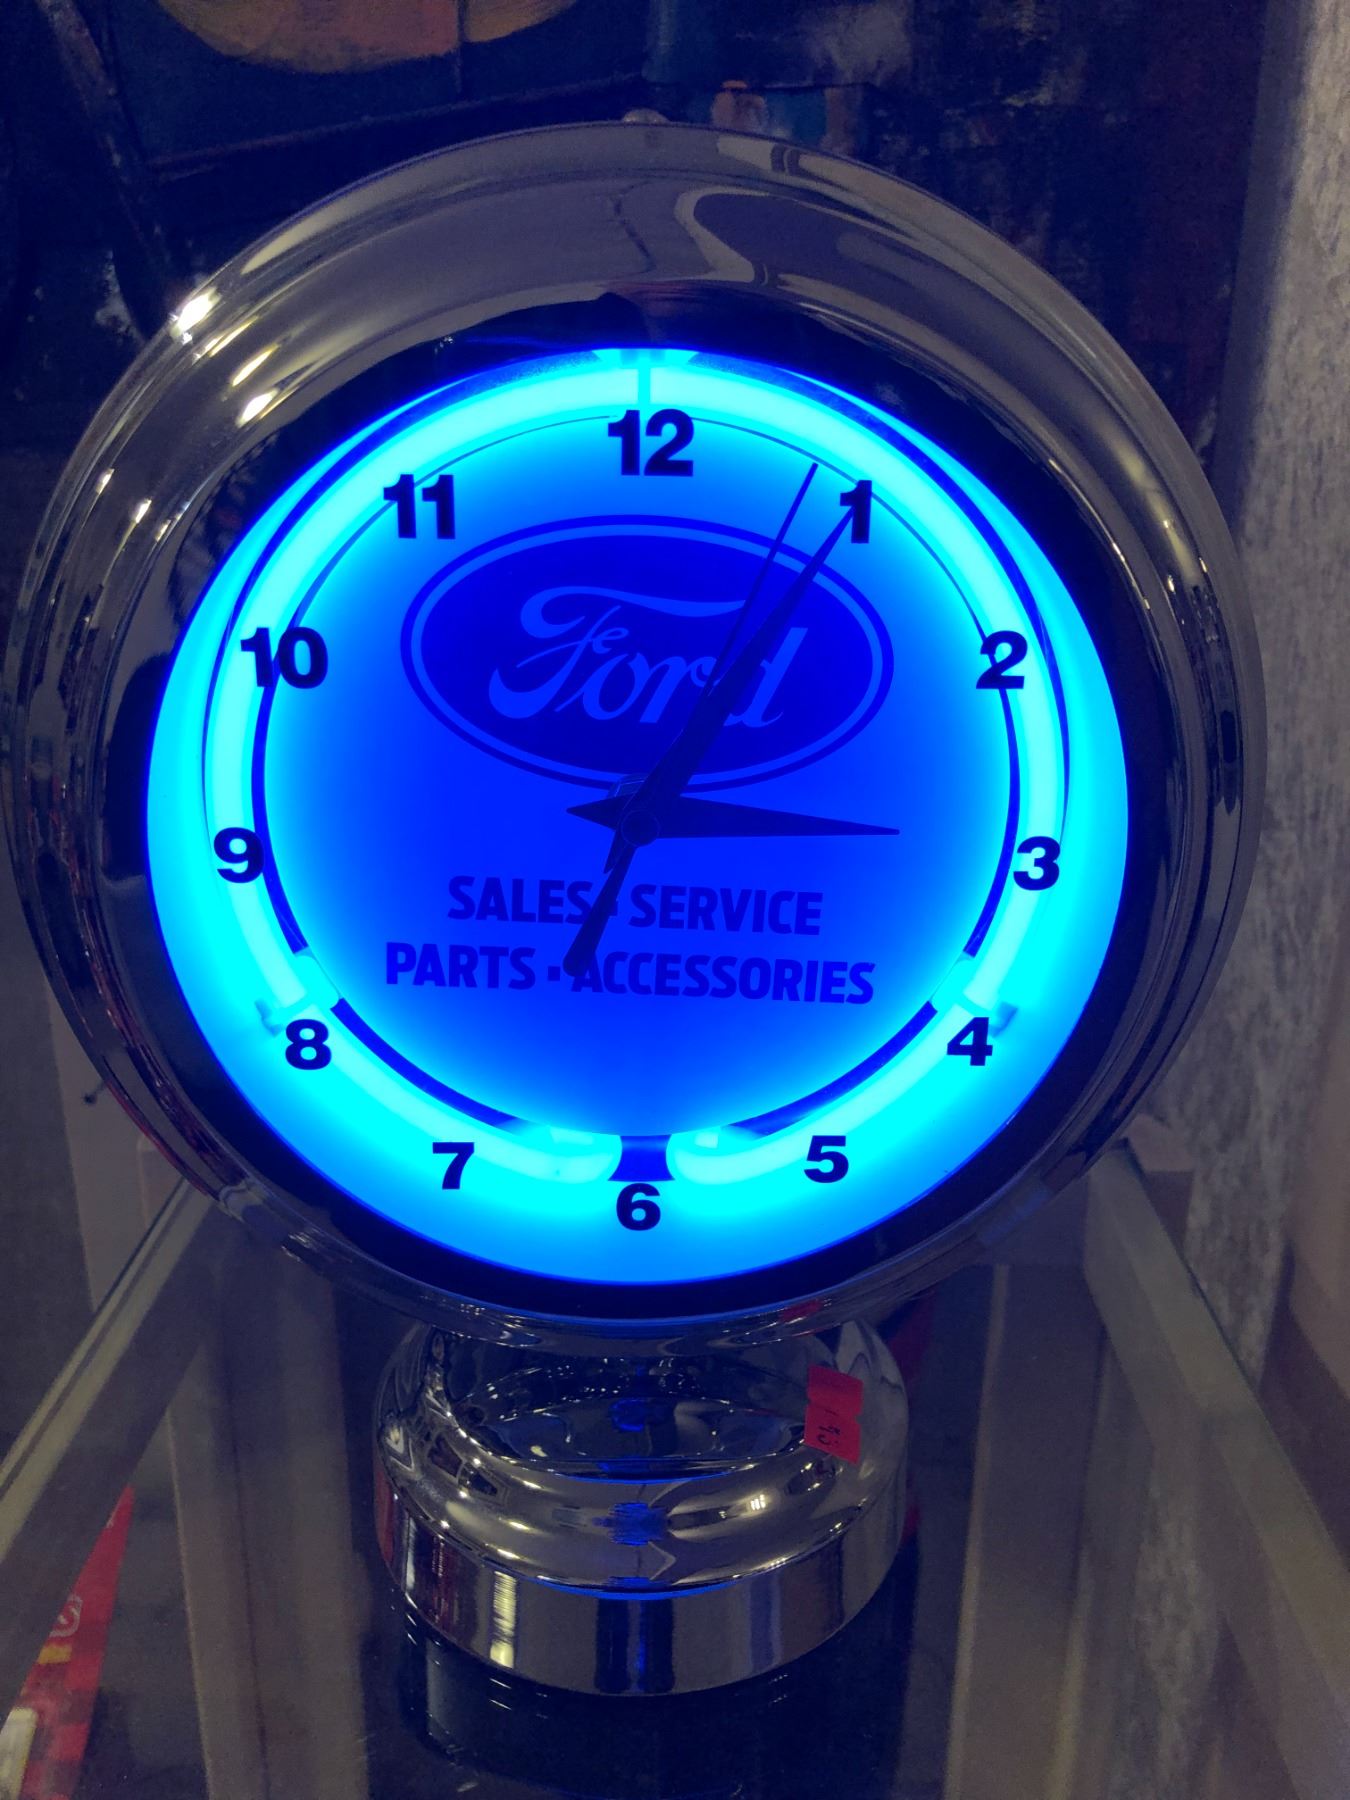 12
11 1
10 2
Ford
9 3
SALES · SERVICE
PARTS · ACCESSORIES
8 4
7 5
6